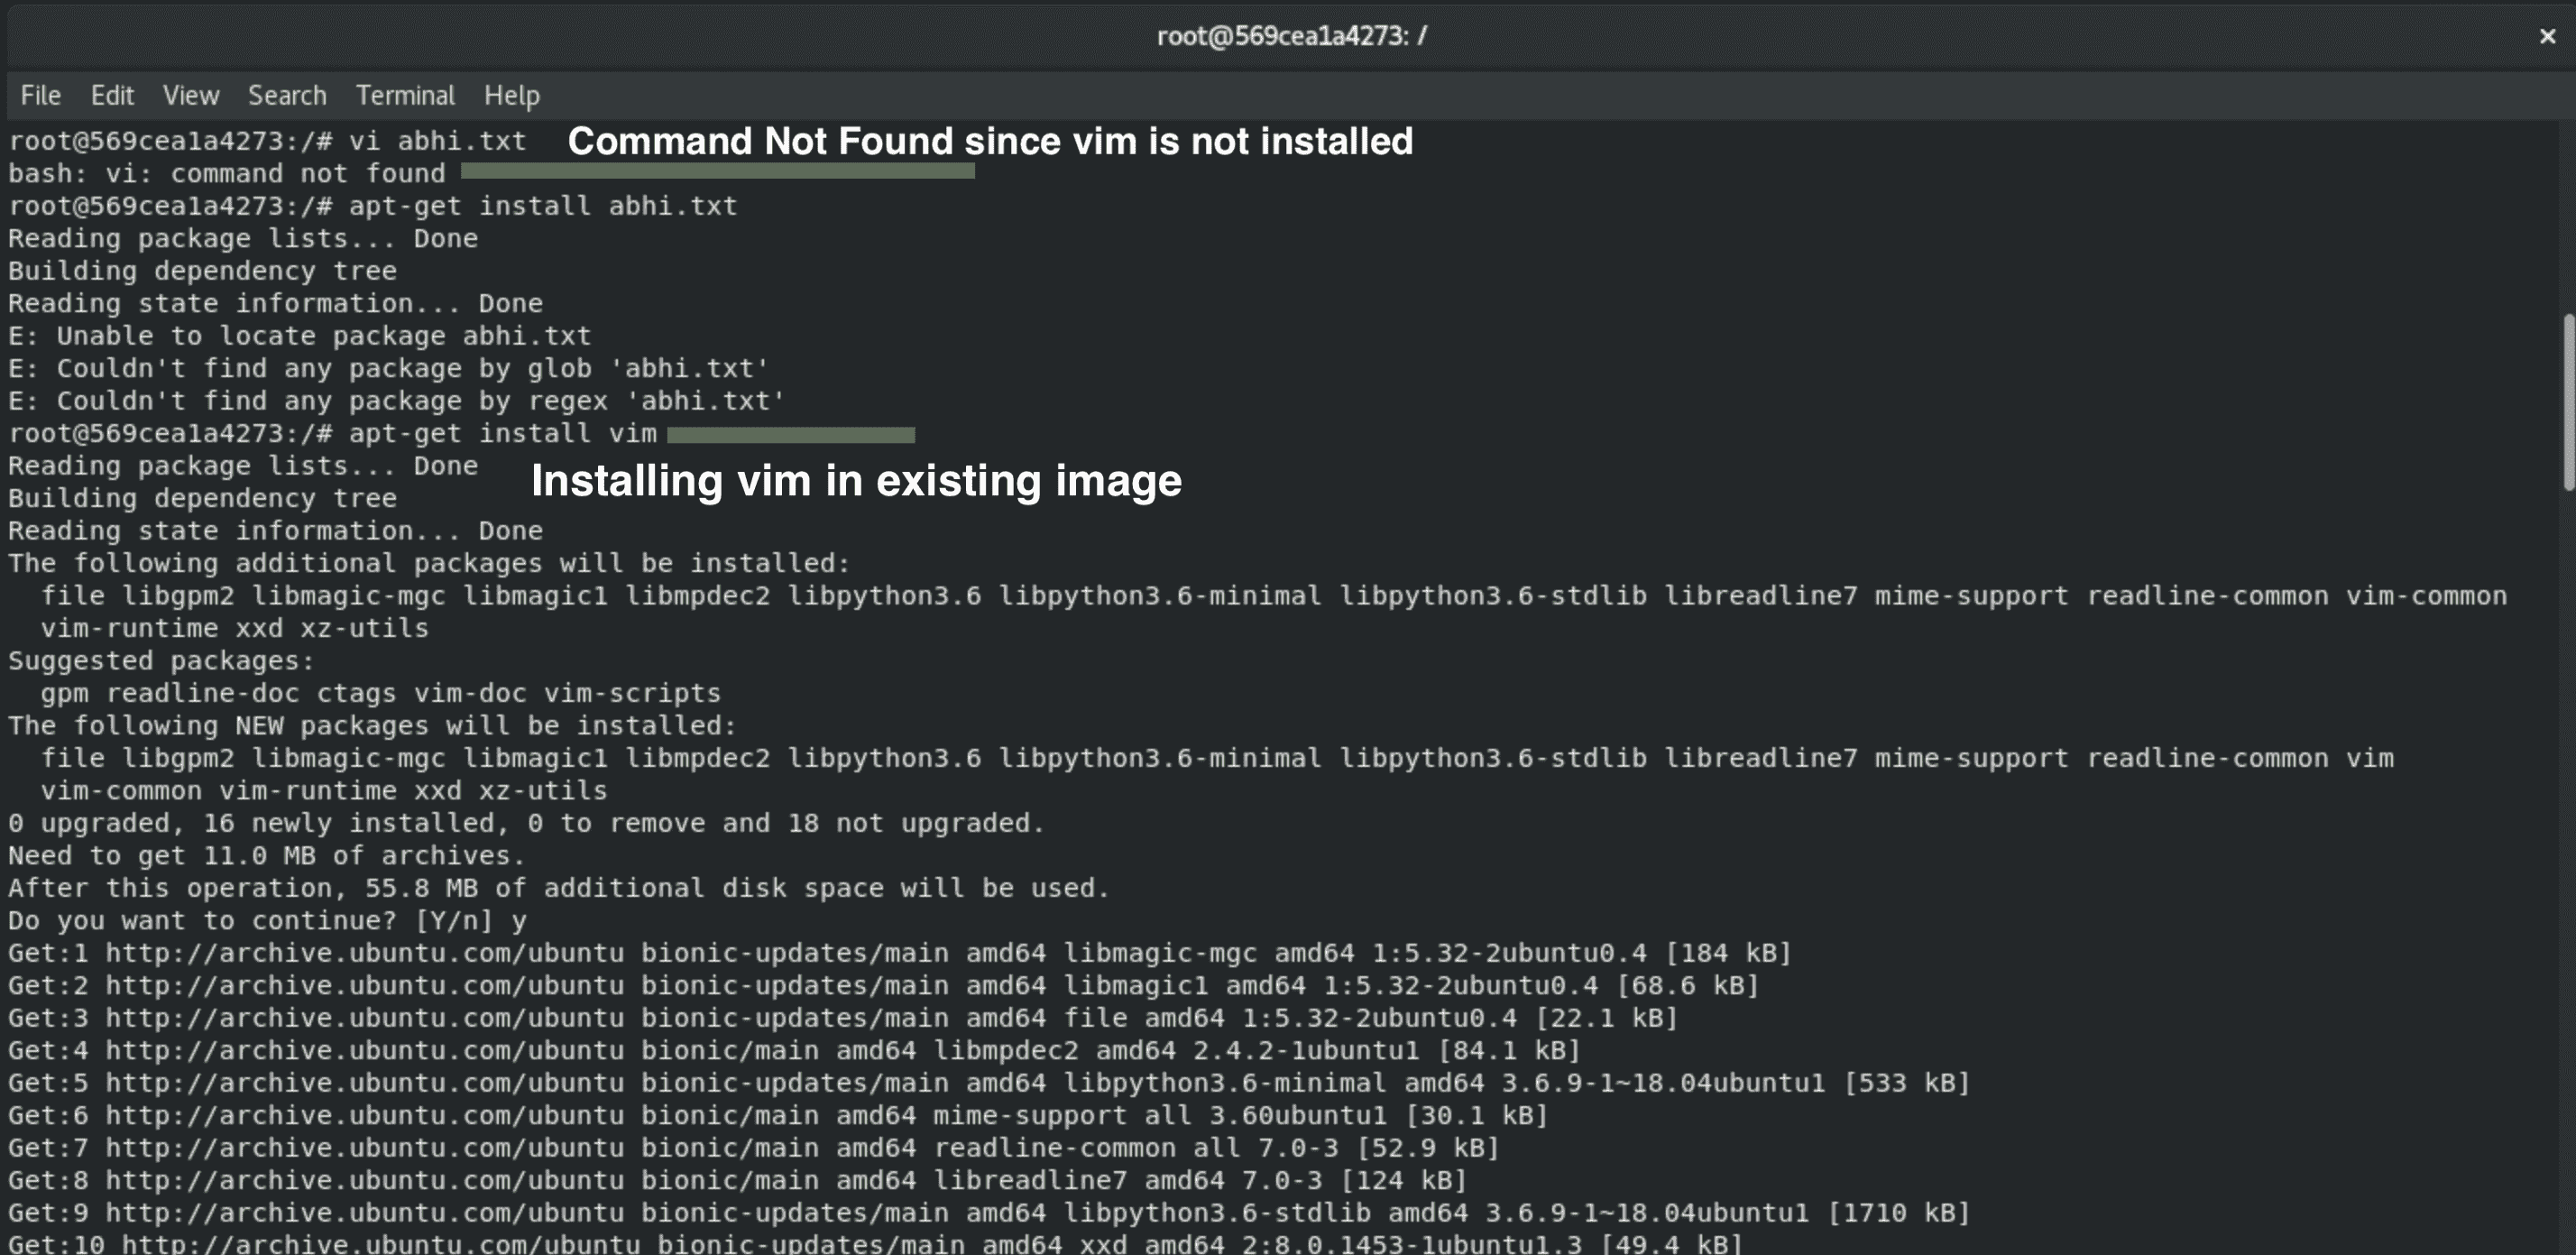 root@569cea1a4273: /
×
File Edit View Search Terminal Help
root@569cea1a4273:/# vi abhi.txt Command Not Found since vim is not installed
bash: vi: command not found
root@569cea1a4273:/# apt-get install abhi.txt
Reading package lists... Done
Building dependency tree
Reading state information... Done
E: Unable to locate package abhi.txt
E: Couldn't find any package by glob 'abhi.txt'
E: Couldn't find any package by regex 'abhi.txt'
root@569cea1a4273:/# apt-get install vim
Reading package lists... Done
Installing vim in existing image
Building dependency tree
Reading state information... Done
The following additional packages will be installed:
  file libgpm2 libmagic-mgc libmagic1 libmpdec2 libpython3.6 libpython3.6-minimal libpython3.6-stdlib libreadline7 mime-support readline-common vim-common
  vim-runtime xxd xz-utils
Suggested packages:
  gpm readline-doc ctags vim-doc vim-scripts
The following NEW packages will be installed:
  file libgpm2 libmagic-mgc libmagic1 libmpdec2 libpython3.6 libpython3.6-minimal libpython3.6-stdlib libreadline7 mime-support readline-common vim
  vim-common vim-runtime xxd xz-utils
0 upgraded, 16 newly installed, 0 to remove and 18 not upgraded.
Need to get 11.0 MB of archives.
After this operation, 55.8 MB of additional disk space will be used.
Do you want to continue? [Y/n] y
Get:1 http://archive.ubuntu.com/ubuntu bionic-updates/main amd64 libmagic-mgc amd64 1:5.32-2ubuntu0.4 [184 kB]
Get:2 http://archive.ubuntu.com/ubuntu bionic-updates/main amd64 libmagic1 amd64 1:5.32-2ubuntu0.4 [68.6 kB]
Get:3 http://archive.ubuntu.com/ubuntu bionic-updates/main amd64 file amd64 1:5.32-2ubuntu0.4 [22.1 kB]
Get:4 http://archive.ubuntu.com/ubuntu bionic/main amd64 libmpdec2 amd64 2.4.2-1ubuntu1 [84.1 kB]
Get:5 http://archive.ubuntu.com/ubuntu bionic-updates/main amd64 libpython3.6-minimal amd64 3.6.9-1~18.04ubuntu1 [533 kB]
Get:6 http://archive.ubuntu.com/ubuntu bionic/main amd64 mime-support all 3.60ubuntu1 [30.1 kB]
Get:7 http://archive.ubuntu.com/ubuntu bionic/main amd64 readline-common all 7.0-3 [52.9 kB]
Get:8 http://archive.ubuntu.com/ubuntu bionic/main amd64 libreadline7 amd64 7.0-3 [124 kB]
Get:9 http://archive.ubuntu.com/ubuntu bionic-updates/main amd64 libpython3.6-stdlib amd64 3.6.9-1~18.04ubuntu1 [1710 kB]
Get:10 http://archive.ubuntu.com/ubuntu bionic-updates/main amd64 xxd amd64 2:8.0.1453-1ubuntu1.3 [49.4 kB]